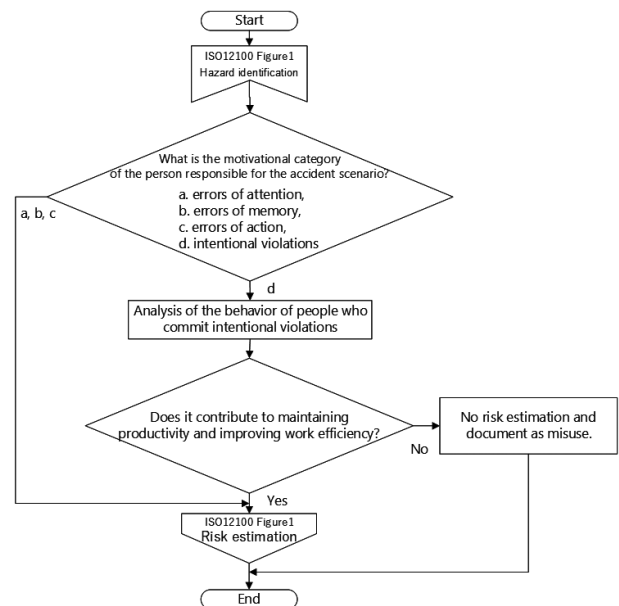 Start
ISO12100 Figure1
Hazard identification
What is the motivational category
of the person responsible for the accident scenario?
a. errors of attention,
b. errors of memory,
c. errors of action,
d. intentional violations
a, b, c
d
Analysis of the behavior of people who
commit intentional violations
Does it contribute to maintaining
productivity and improving work efficiency?
No
No risk estimation and
document as misuse.
Yes
ISO12100 Figure1
Risk estimation
End